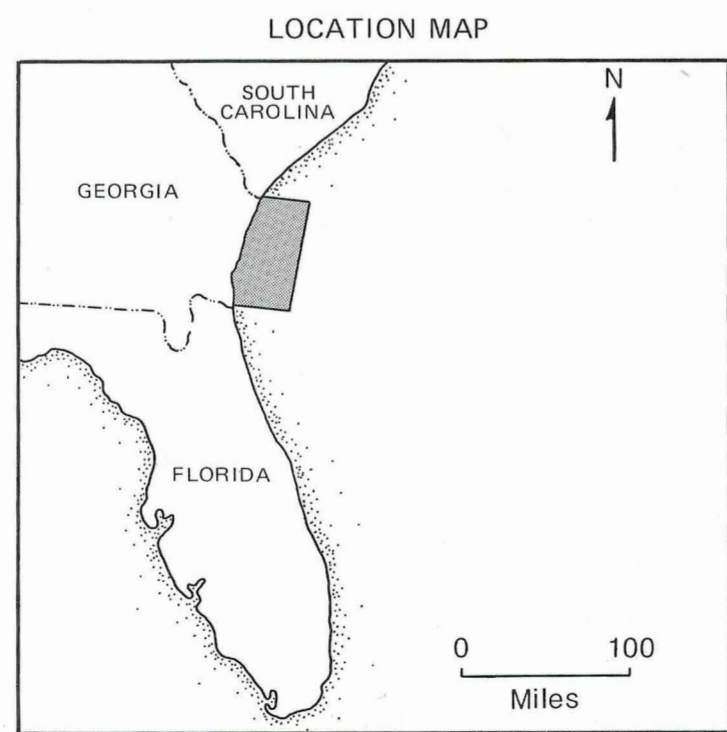 LOCATION MAP
SOUTH
CAROLINA
N
GEORGIA
FLORIDA
0 100
Miles